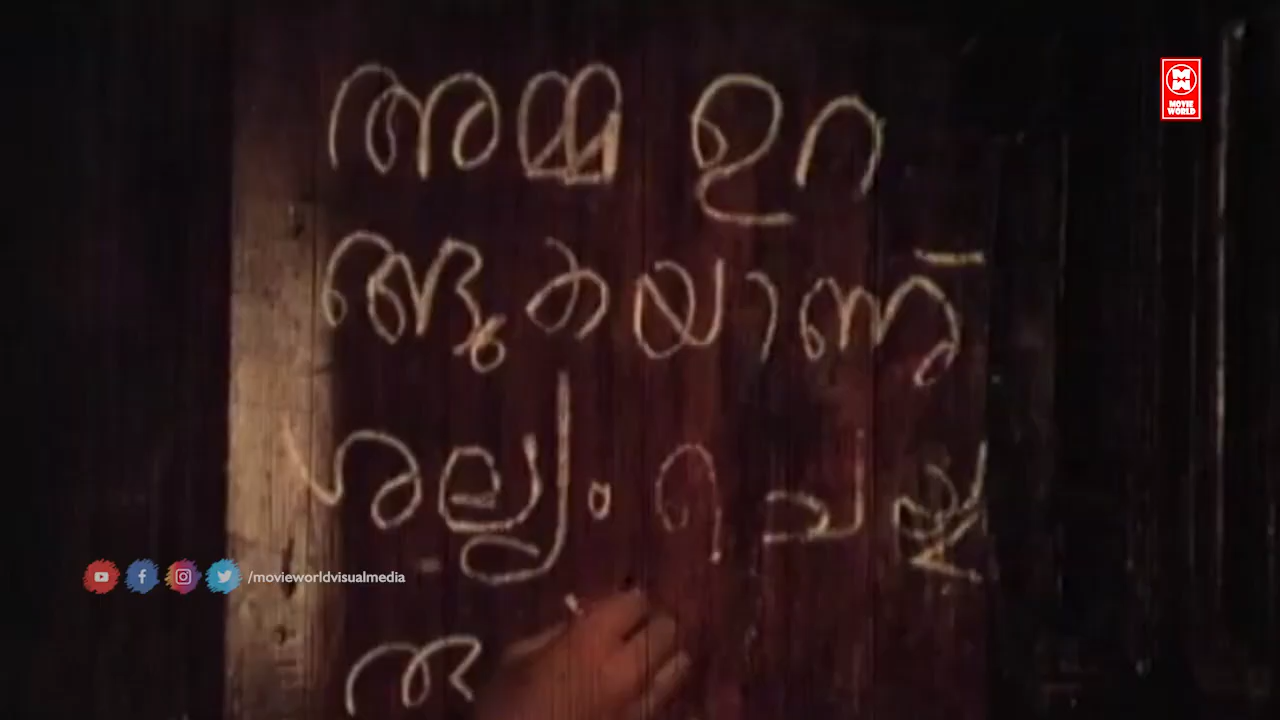 അമ്മ ഉറ
ങ്ങുകയാണ്
ശല്യം ചെയ്യ
രു
MOVIE
WORLD
/movieworldvisualmedia